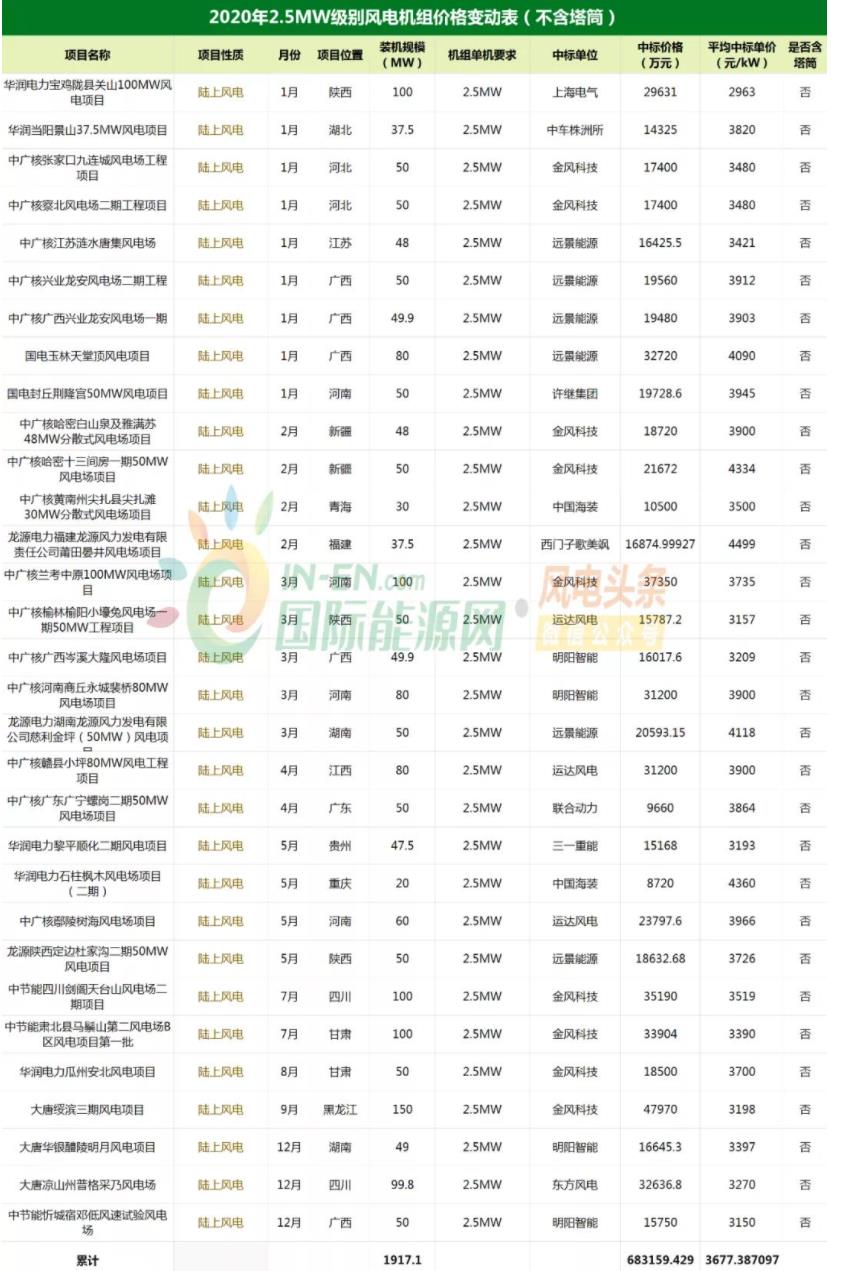 2020年2.5MW级别风电机组价格变动表（不含塔筒）
项目名称 项目性质 月份 项目位置 装机规模（MW） 机组单机要求 中标单位 中标价格（万元） 平均中标单价（元/kW） 是否含塔筒
华润电力宝鸡陇县关山100MW风电项目 陆上风电 1月 陕西 100 2.5MW 上海电气 29631 2963 否
华润当阳景山37.5MW风电项目 陆上风电 1月 湖北 37.5 2.5MW 中车株洲所 14325 3820 否
中广核张家口九连城风电场工程项目 陆上风电 1月 河北 50 2.5MW 金风科技 17400 3480 否
中广核察北风电场二期工程项目 陆上风电 1月 河北 50 2.5MW 金风科技 17400 3480 否
中广核江苏涟水唐集风电场 陆上风电 1月 江苏 48 2.5MW 远景能源 16425.5 3421 否
中广核兴业龙安风电场二期工程 陆上风电 1月 广西 50 2.5MW 远景能源 19560 3912 否
中广核广西兴业龙安风电场一期 陆上风电 1月 广西 49.9 2.5MW 远景能源 19480 3903 否
国电玉林天堂顶风电项目 陆上风电 1月 广西 80 2.5MW 远景能源 32720 4090 否
国电封丘荆隆宫50MW风电项目 陆上风电 1月 河南 50 2.5MW 许继集团 19728.6 3945 否
中广核哈密白山泉及雅满苏48MW分散式风电场项目 陆上风电 2月 新疆 48 2.5MW 金风科技 18720 3900 否
中广核哈密十三间房一期50MW风电场项目 陆上风电 2月 新疆 50 2.5MW 金风科技 21672 4334 否
中广核黄南州尖扎县尖扎滩30MW分散式风电场项目 陆上风电 2月 青海 30 2.5MW 中国海装 10500 3500 否
龙源电力福建龙源风力发电有限责任公司莆田晏井风电场项目 陆上风电 2月 福建 37.5 2.5MW 西门子歌美飒 16874.99927 4499 否
中广核兰考中原100MW风电场项目 陆上风电 3月 河南 100 2.5MW 金风科技 37350 3735 否
中广核榆林榆阳小壕兔风电场一期50MW工程项目 陆上风电 3月 陕西 50 2.5MW 运达风电 15787.2 3157 否
中广核广西岑溪大隆风电场项目 陆上风电 3月 广西 49.9 2.5MW 明阳智能 16017.6 3209 否
中广核河南商丘永城裴桥80MW风电场项目 陆上风电 3月 河南 80 2.5MW 明阳智能 31200 3900 否
龙源电力湖南龙源风力发电有限公司慈利金坪（50MW）风电项目 陆上风电 3月 湖南 50 2.5MW 远景能源 20593.15 4118 否
中广核赣县小坪80MW风电工程项目 陆上风电 4月 江西 80 2.5MW 运达风电 31200 3900 否
中广核广东广宁螺岗二期50MW风电场项目 陆上风电 4月 广东 50 2.5MW 联合动力 9660 3864 否
华润电力黎平顺化二期风电项目 陆上风电 5月 贵州 47.5 2.5MW 三一重能 15168 3193 否
华润电力石柱枫木风电场项目（二期） 陆上风电 5月 重庆 20 2.5MW 中国海装 8720 4360 否
中广核鄢陵树海风电场项目 陆上风电 5月 河南 60 2.5MW 运达风电 23797.6 3966 否
龙源陕西定边杜家沟二期50MW风电项目 陆上风电 5月 陕西 50 2.5MW 远景能源 18632.68 3726 否
中节能四川剑阁天台山风电场二期项目 陆上风电 7月 四川 100 2.5MW 金风科技 35190 3519 否
中节能肃北县马鬃山第二风电场B区风电项目第一批 陆上风电 7月 甘肃 100 2.5MW 金风科技 33904 3390 否
华润电力瓜州安北风电项目 陆上风电 8月 甘肃 50 2.5MW 金风科技 18500 3700 否
大唐绥滨三期风电项目 陆上风电 9月 黑龙江 150 2.5MW 金风科技 47970 3198 否
大唐华银醴陵明月风电项目 陆上风电 12月 湖南 49 2.5MW 明阳智能 16645.3 3397 否
大唐凉山州普格采乃风电场 陆上风电 12月 四川 99.8 2.5MW 东方风电 32636.8 3270 否
中节能忻城宿邓低风速试验风电场 陆上风电 12月 广西 50 2.5MW 明阳智能 15750 3150 否
累计 1917.1 683159.429 3677.387097
IN-EN.com
国际能源网
风电头条
微信公众号